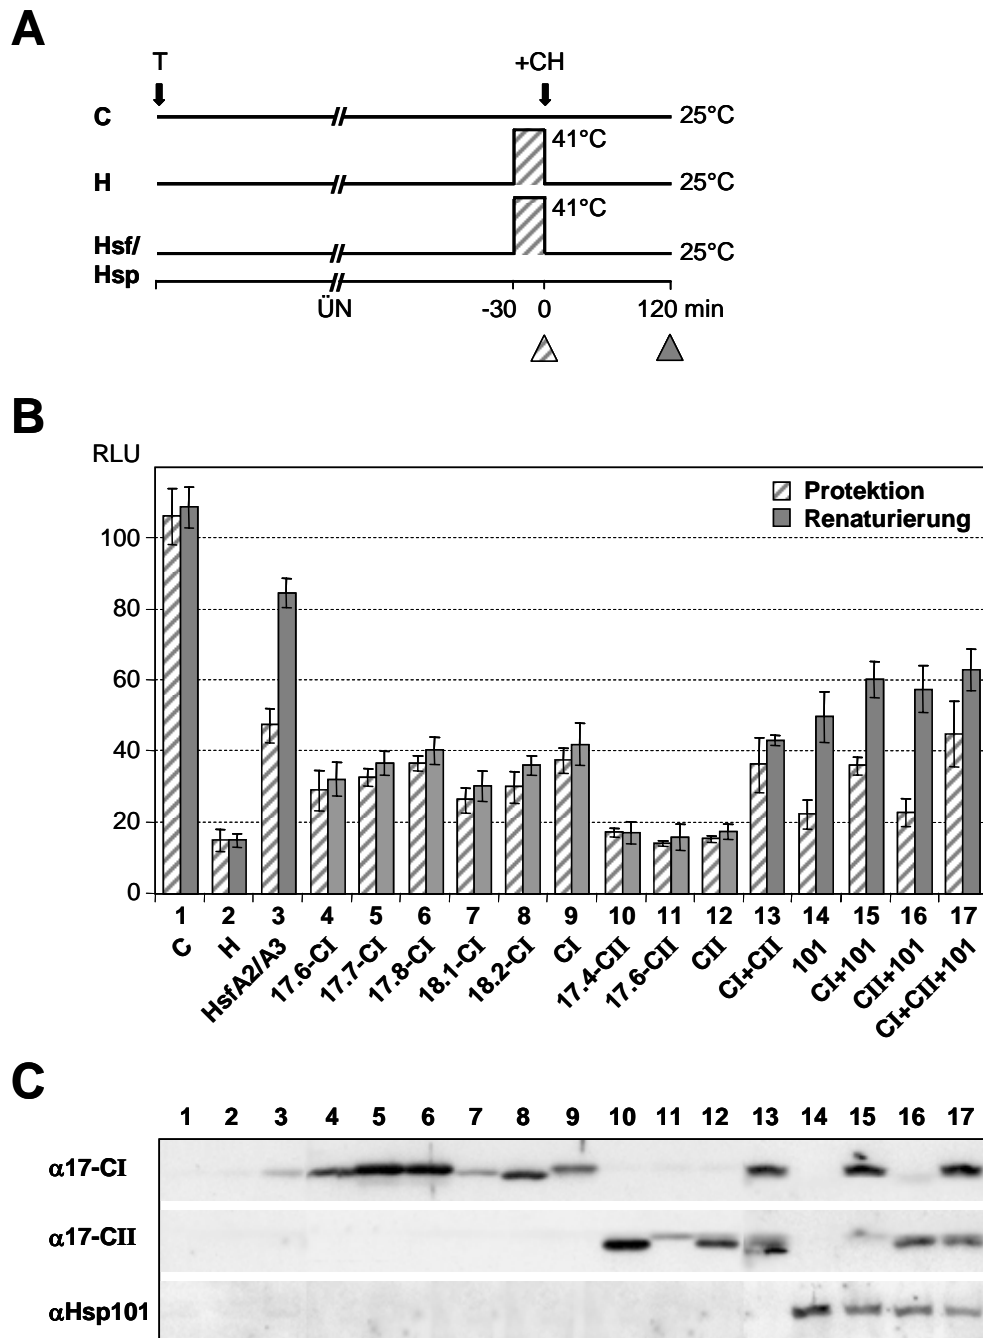 A
T +CH
C 25°C
41°C
H 25°C
41°C
Hsf/ 25°C
Hsp
ÜN -30 0 120 min
B
RLU
Protektion
Renaturierung
100
80
60
40
20
0
1 2 3 4 5 6 7 8 9 10 11 12 13 14 15 16 17
C H HsfA2/A3 17.6-CI 17.7-CI 17.8-CI 18.1-CI 18.2-CI CI 17.4-CII 17.6-CII CII CI+CII 101 CI+101 CII+101 CI+CII+101
C
1 2 3 4 5 6 7 8 9 10 11 12 13 14 15 16 17
α17-CI
α17-CII
αHsp101